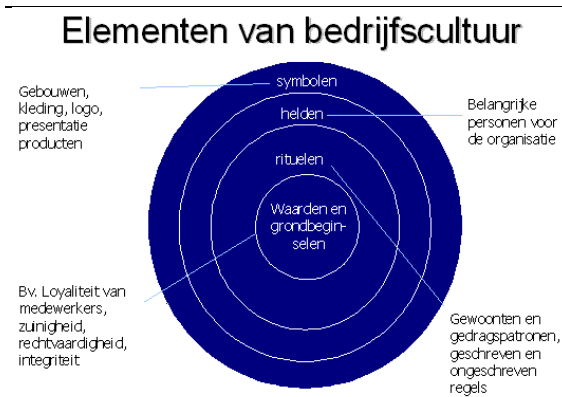 Elementen van bedrijfscultuur
symbolen
Gebouwen,
kleding, logo,
presentatie
producten
helden
Belangrijke
personen voor
de organisatie
rituelen
Waarden en
grondbegin-
selen
Bv. Loyaliteit van
medewerkers,
zuinigheid,
rechtvaardigheid,
integriteit
Gewoonten en
gedragspatronen,
geschreven en
ongeschreven
regels